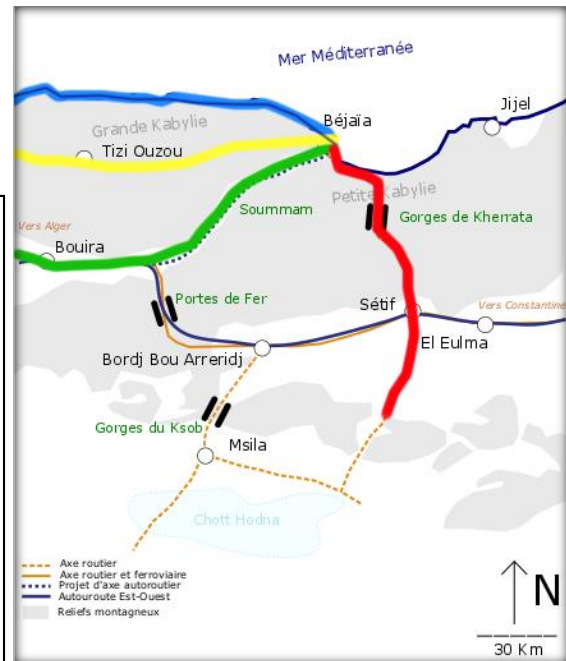 Mer Méditerranée
Jijel
Béjaïa
Grande Kabylie
Tizi Ouzou
Petite Kabylie
Soummam
Gorges de Kherrata
Vers Alger
Bouira
Portes de Fer
Sétif
Vers Constantine
El Eulma
Bordj Bou Arreridj
Gorges du Ksob
Msila
Chott Hodna
Axe routier
Axe routier et ferroviaire
Projet d'axe autoroutier
Autouroute Est-Ouest
Reliefs montagneux
N
30 Km